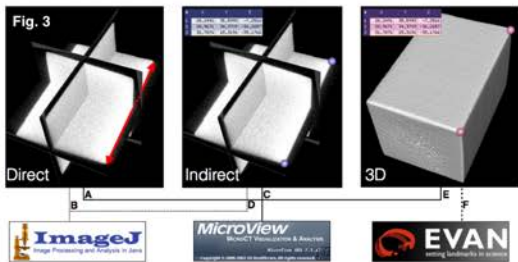 Fig. 3
Direct
Indirect
3D
A
B
C
D
E
F
ImageJ
Image Processing and Analysis in Java
MicroView
MicroCT VISUALIZATION & ANALYSIS
EVAN
setting landmarks in science